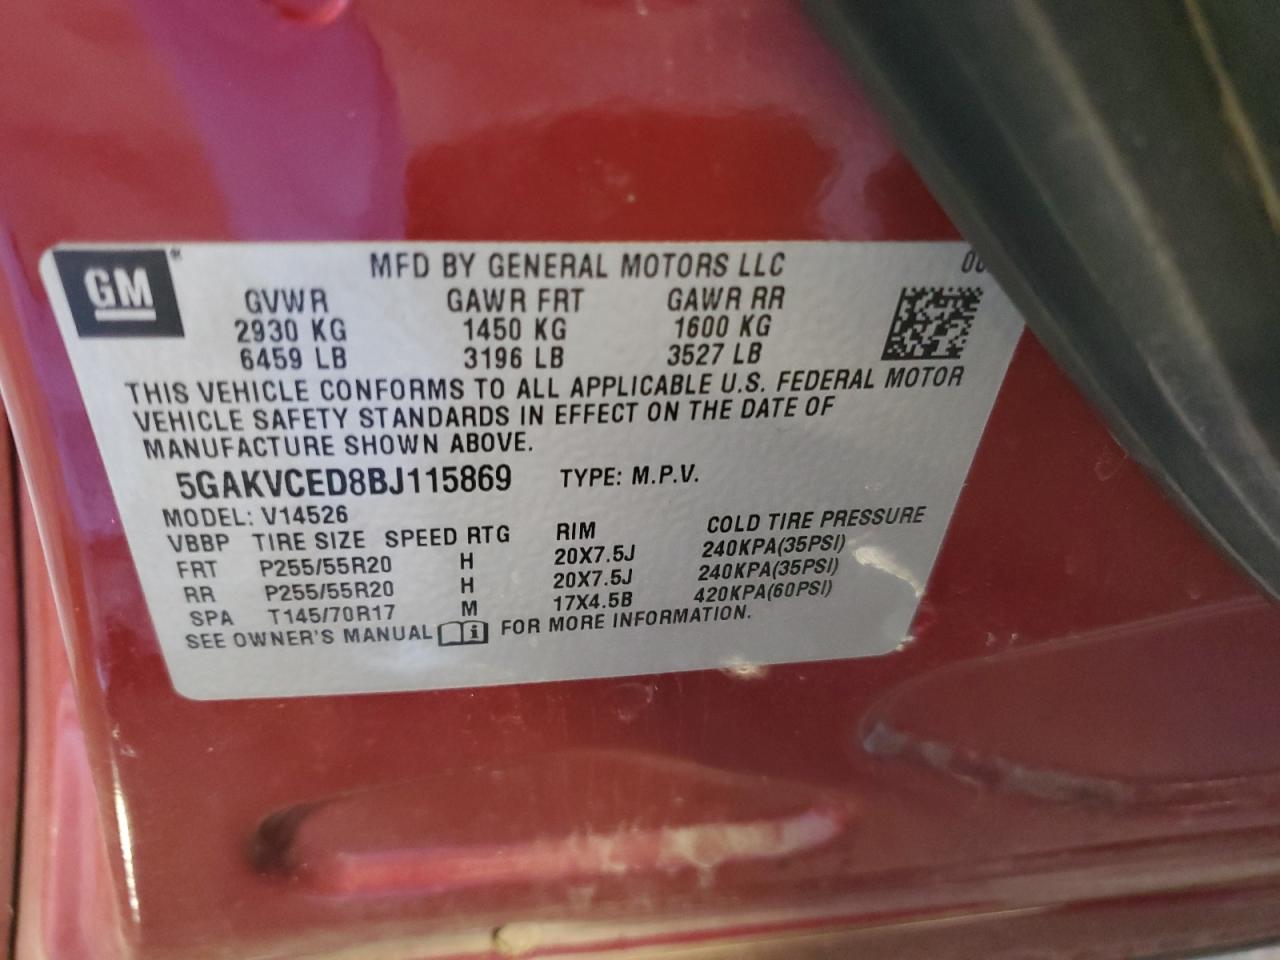 GM ® MFD BY GENERAL MOTORS LLC
GVWR GAWR FRT GAWR RR
2930 KG 1450 KG 1600 KG
6459 LB 3196 LB 3527 LB
THIS VEHICLE CONFORMS TO ALL APPLICABLE U.S. FEDERAL MOTOR
VEHICLE SAFETY STANDARDS IN EFFECT ON THE DATE OF
MANUFACTURE SHOWN ABOVE.
5GAKVCED8BJ115869 TYPE: M.P.V.
MODEL: V14526
VBBP TIRE SIZE SPEED RTG RIM COLD TIRE PRESSURE
FRT P255/55R20 H 20X7.5J 240KPA(35PSI)
RR P255/55R20 H 20X7.5J 240KPA(35PSI)
SPA T145/70R17 M 17X4.5B 420KPA(60PSI)
SEE OWNER'S MANUAL i FOR MORE INFORMATION.